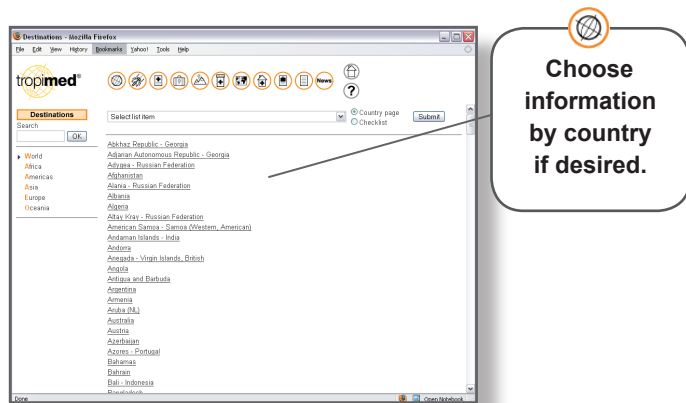 Destinations - Mozilla Firefox
File Edit View History Bookmarks Yahoo! Tools Help
tropimed®
News
?
Destinations
Search
OK
World
Africa
Americas
Asia
Europe
Oceania
Select list item
Country page
Checklist
Submit
Abkhaz Republic - Georgia
Adjarian Autonomous Republic - Georgia
Adygea - Russian Federation
Afghanistan
Alania - Russian Federation
Albania
Algeria
Altay Kray - Russian Federation
American Samoa - Samoa (Western, American)
Andaman Islands - India
Andorra
Anegada - Virgin Islands, British
Angola
Antigua and Barbuda
Argentina
Armenia
Aruba (NL)
Australia
Austria
Azerbaijan
Azores - Portugal
Bahamas
Bahrain
Bali - Indonesia
Bangladesh
Done
Open Notebook
Choose
information
by country
if desired.